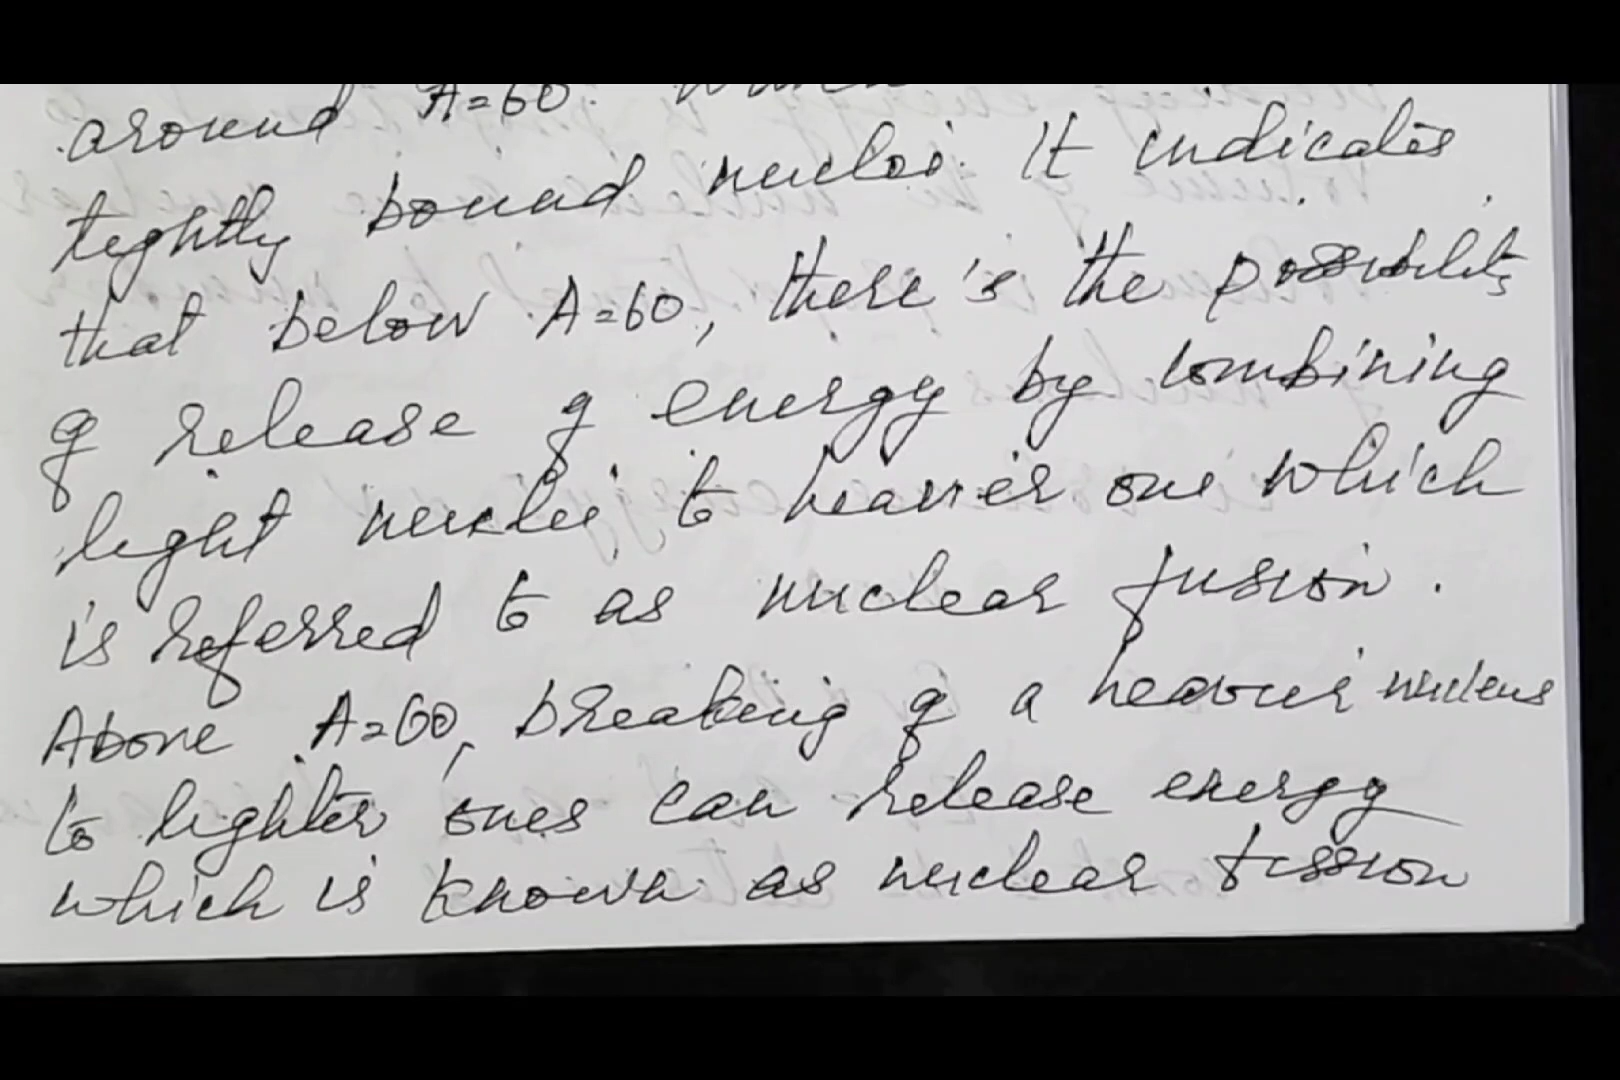 around A=60.
tightly bound nuclei. It indicates
that below A=60, there's the possibility
of release of energy by combining
light nuclei to heavier one which
is referred to as nuclear fusion.
Above A=60, breaking of a heavier nucleus
to lighter ones can release energy
which is known as nuclear fission